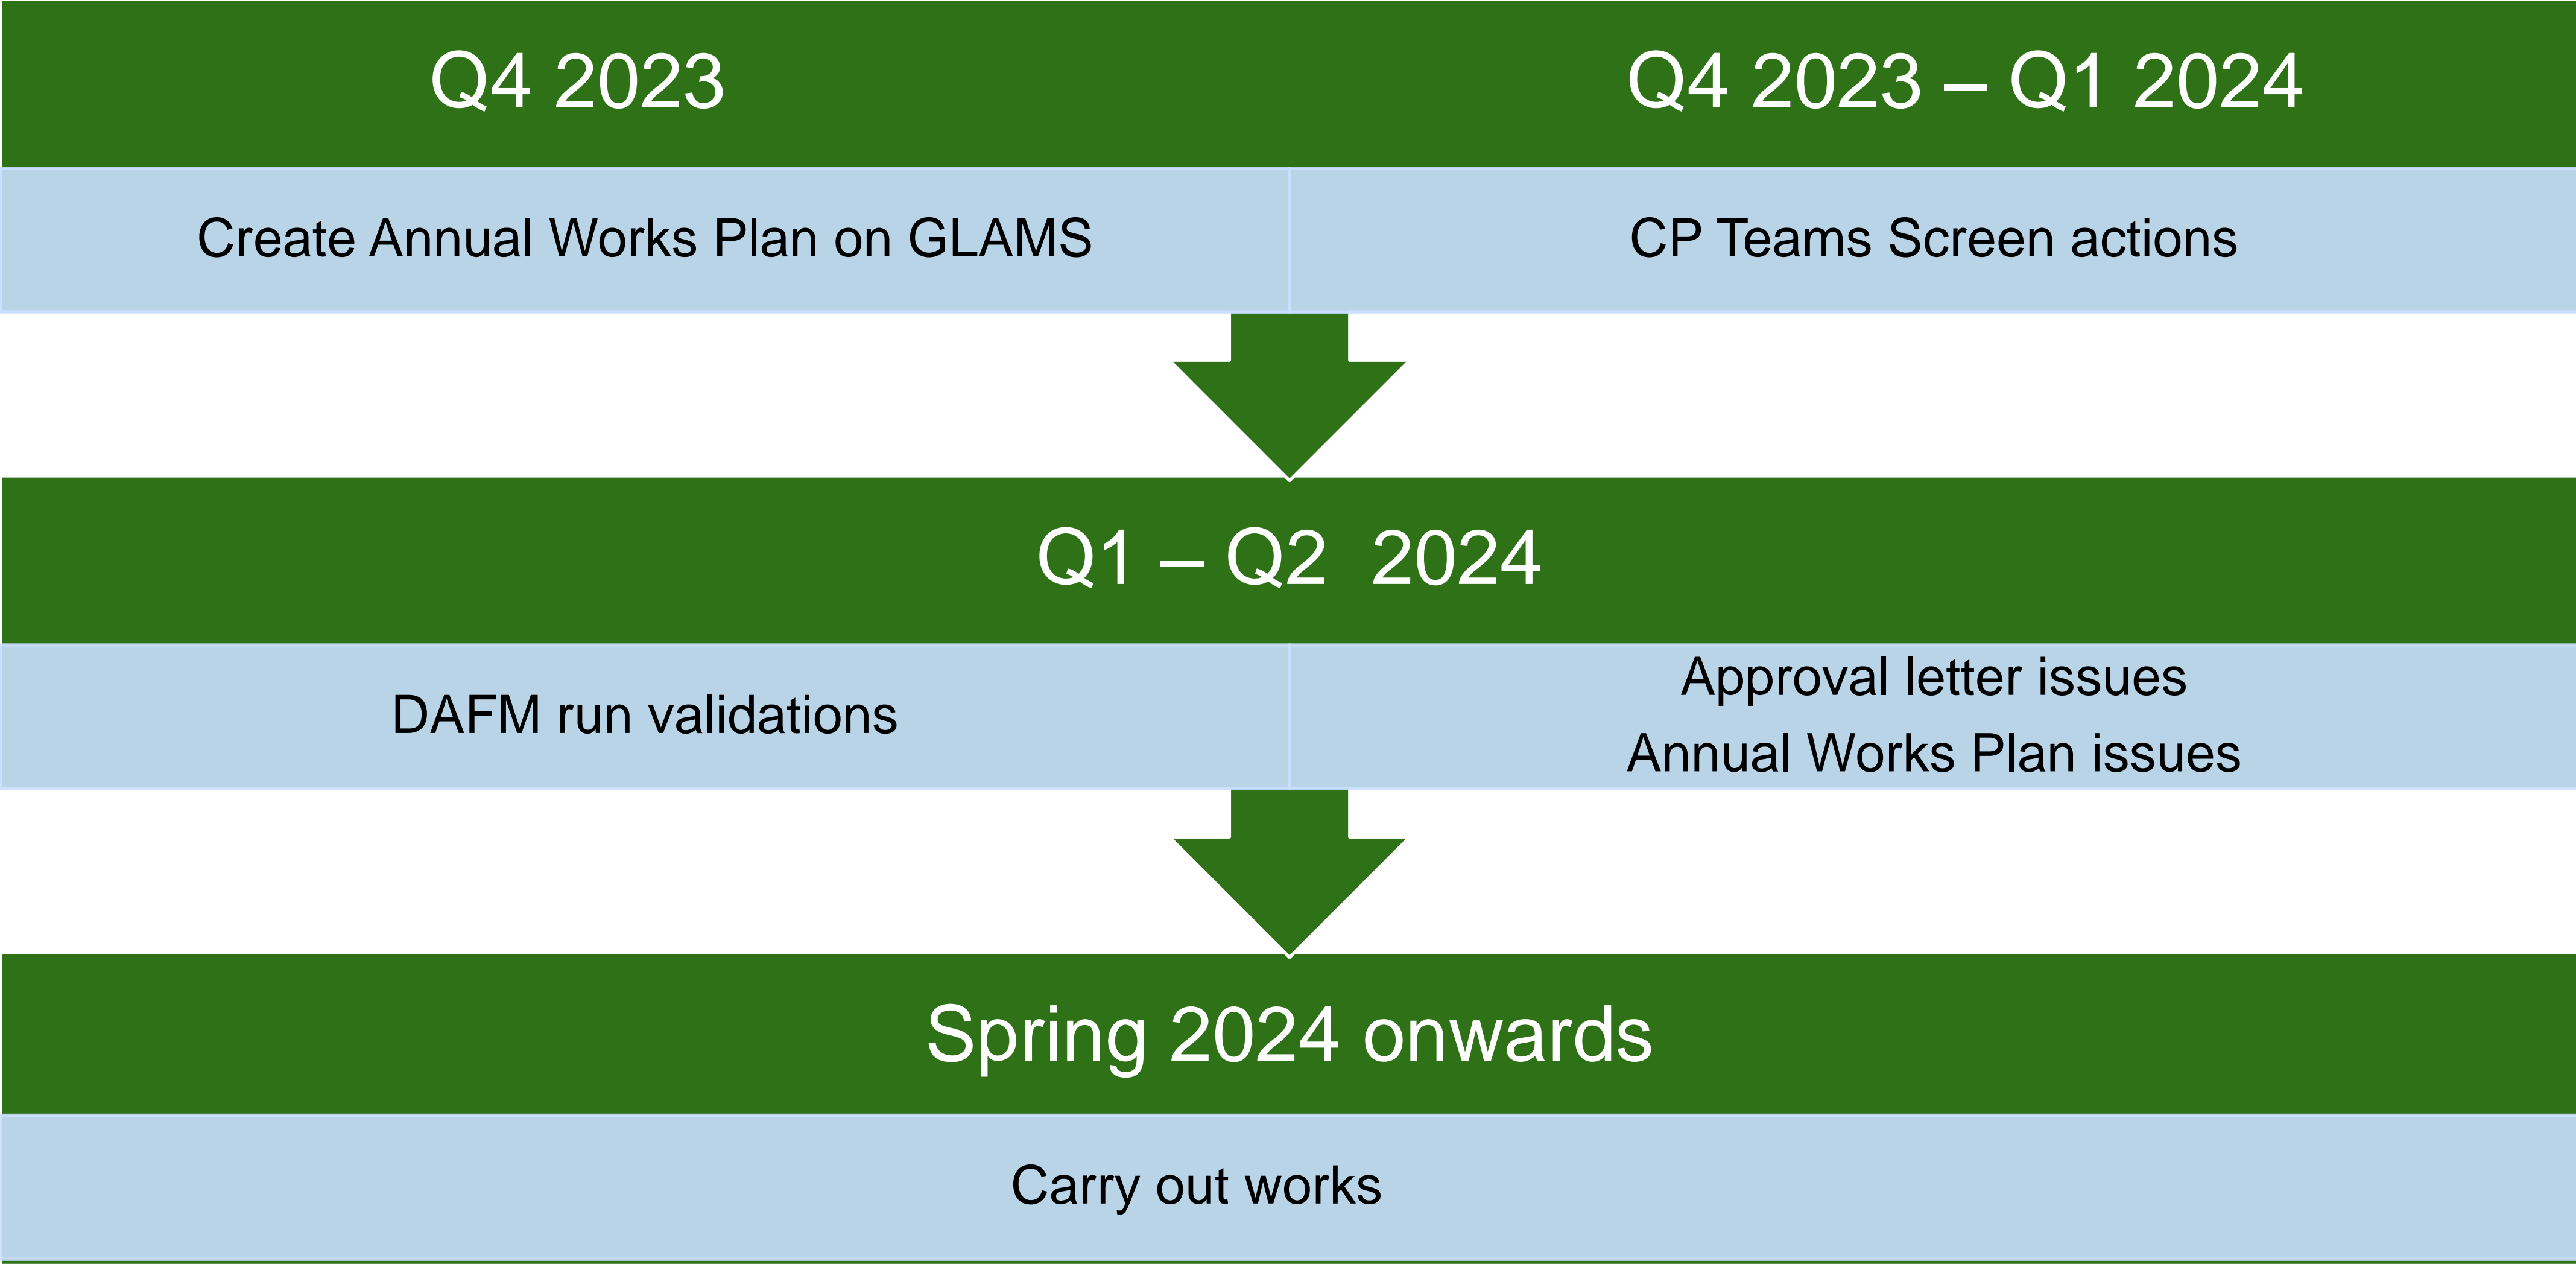 Q4 2023
Q4 2023 – Q1 2024
Create Annual Works Plan on GLAMS
CP Teams Screen actions
Q1 – Q2  2024
DAFM run validations
Approval letter issues
Annual Works Plan issues
Spring 2024 onwards
Carry out works